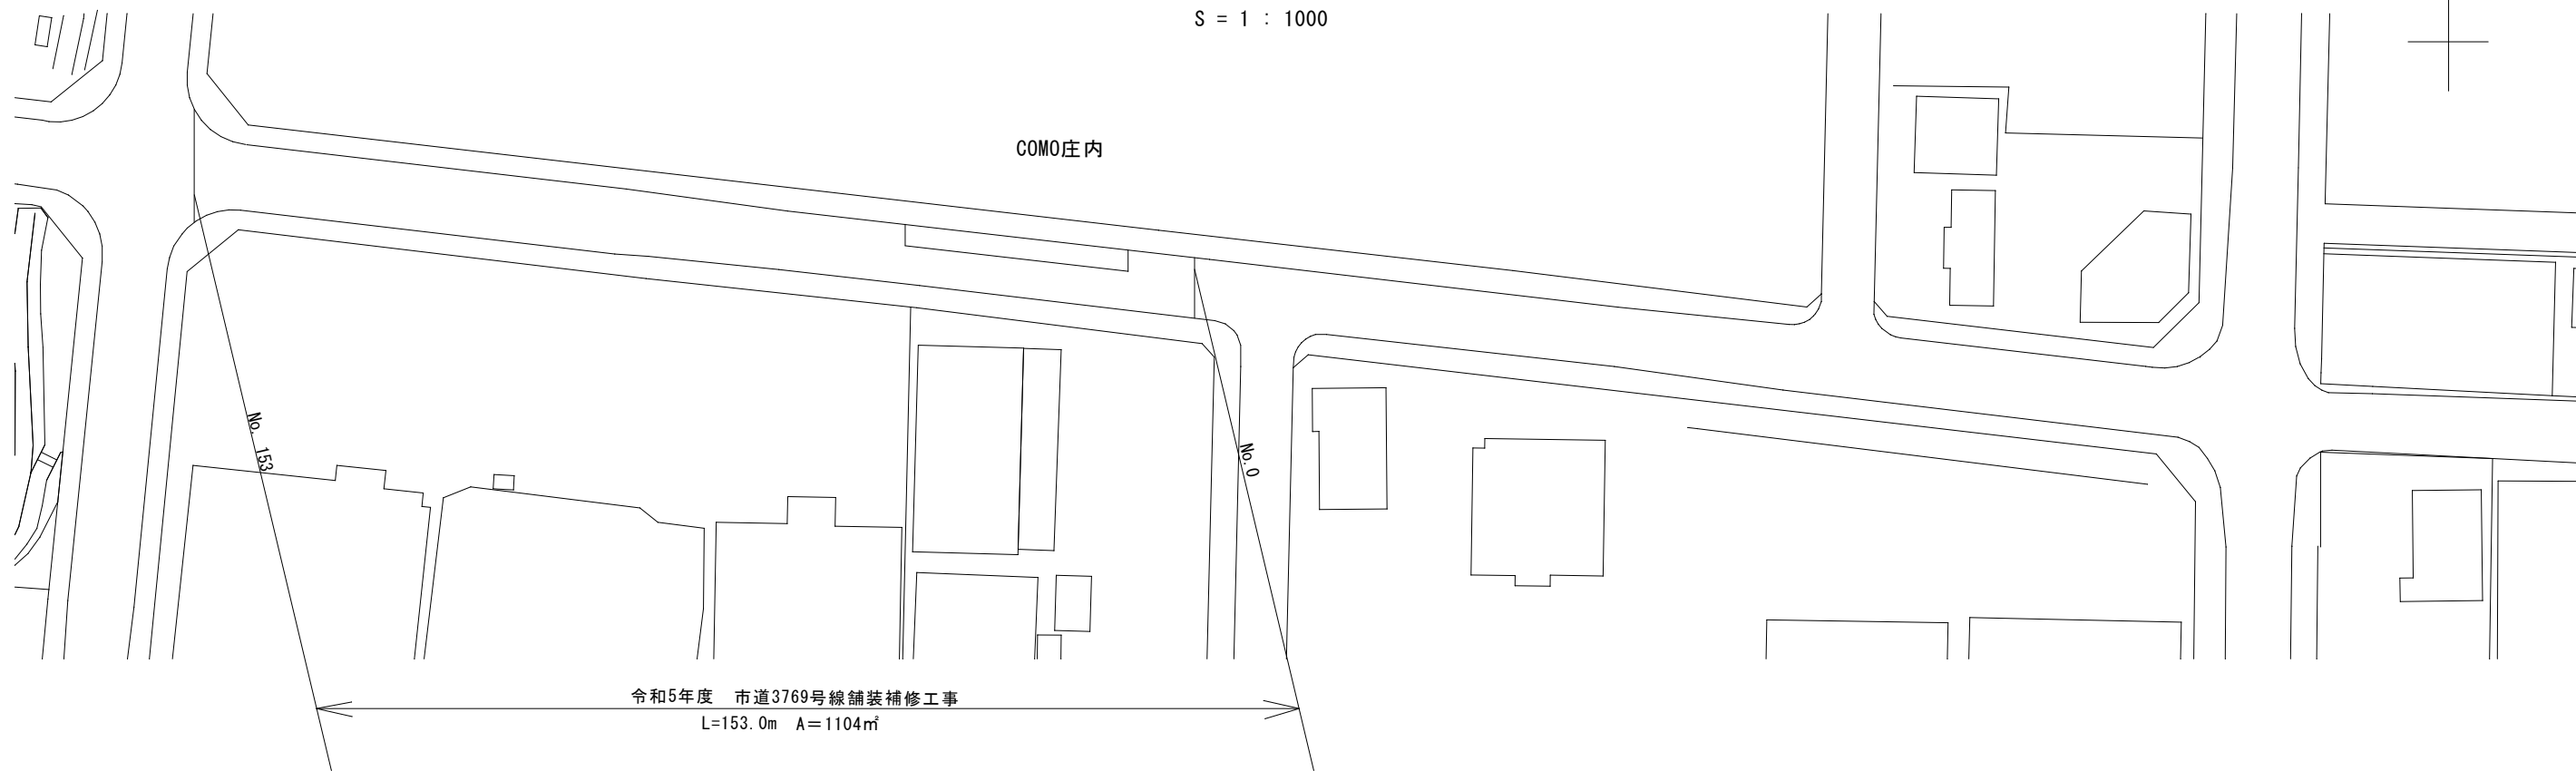 S = 1 : 1000
COMO庄内
No. 153
No.0
令和5年度　市道3769号線舗装補修工事
L=153.0m　A=1104㎡